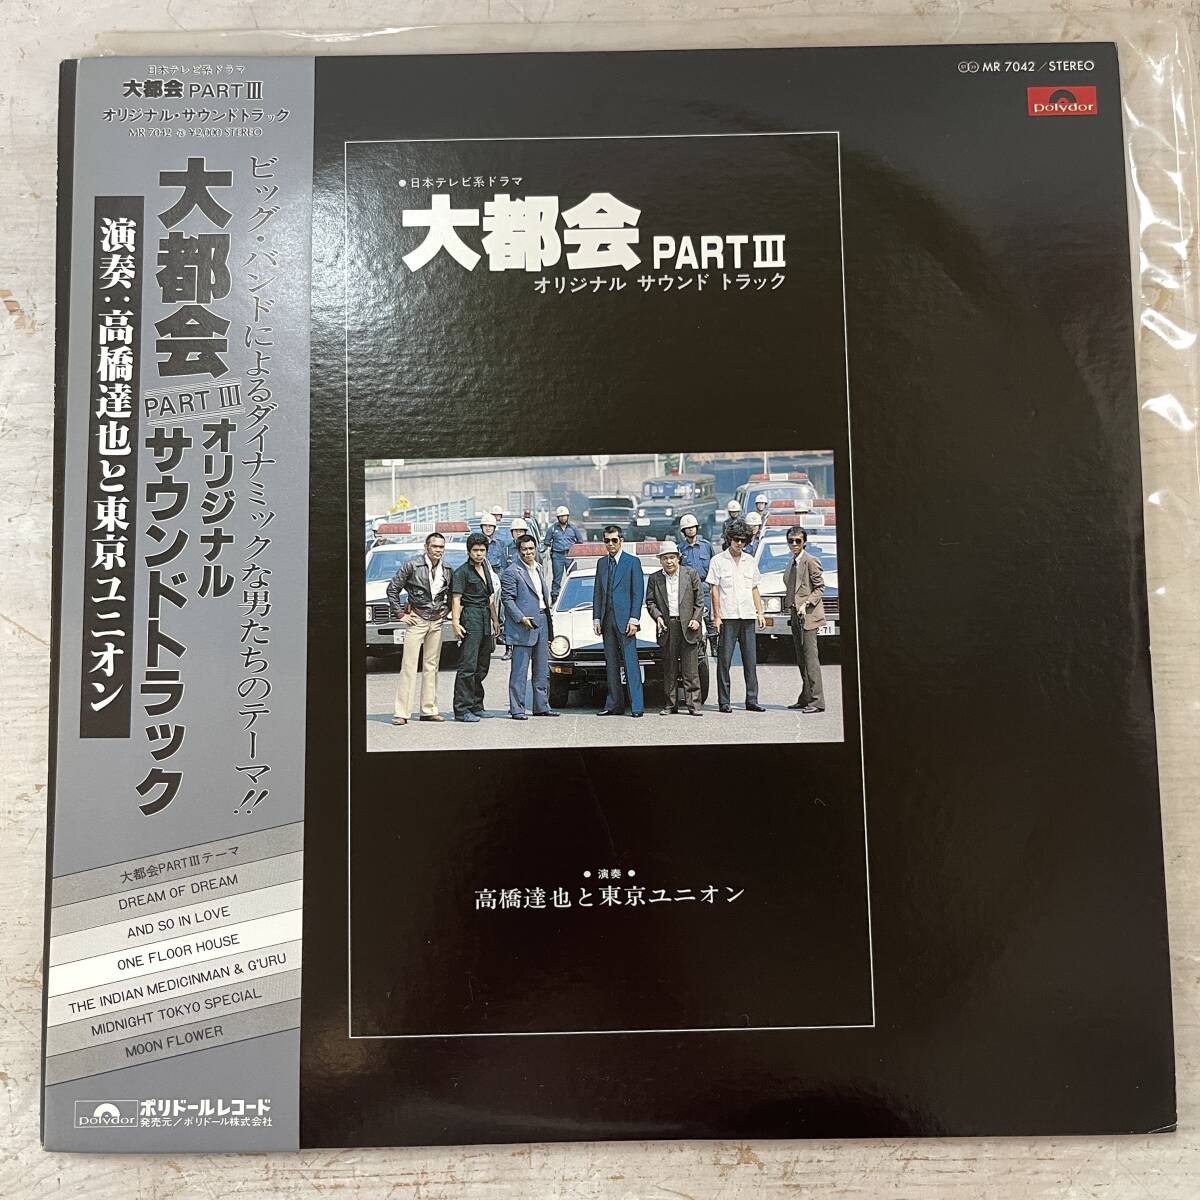 日本テレビ系ドラマ
大都会 PART III
オリジナル・サウンドトラック
MR 7042 ¥2,000 STEREO
ビッグ・バンドによるダイナミックな男たちのテーマ!!
大都会 PART III オリジナル サウンドトラック
演奏:高橋達也と東京ユニオン
大都会PART IIIテーマ
DREAM OF DREAM
AND SO IN LOVE
ONE FLOOR HOUSE
THE INDIAN MEDICINMAN & G'URU
MIDNIGHT TOKYO SPECIAL
MOON FLOWER
polydor
ポリドールレコード
発売元/ポリドール株式会社
MR 7042/STEREO
polydor
●日本テレビ系ドラマ
大都会 PART III
オリジナル サウンド トラック
●演奏●
高橋達也と東京ユニオン